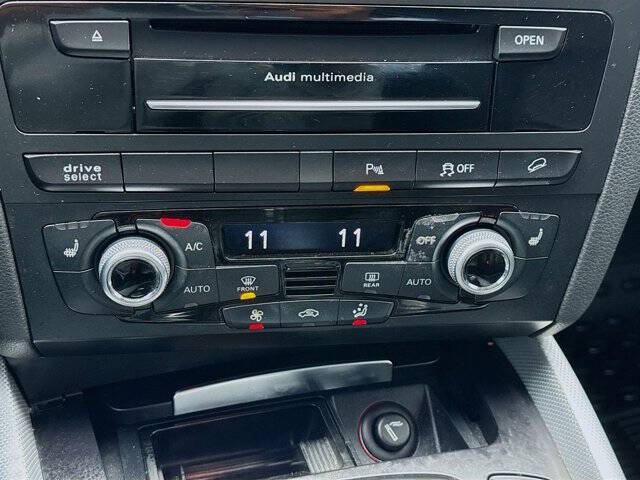 OPEN
Audi multimedia
drive
select
P
OFF
A/C
11 11
OFF
AUTO
FRONT
REAR
AUTO